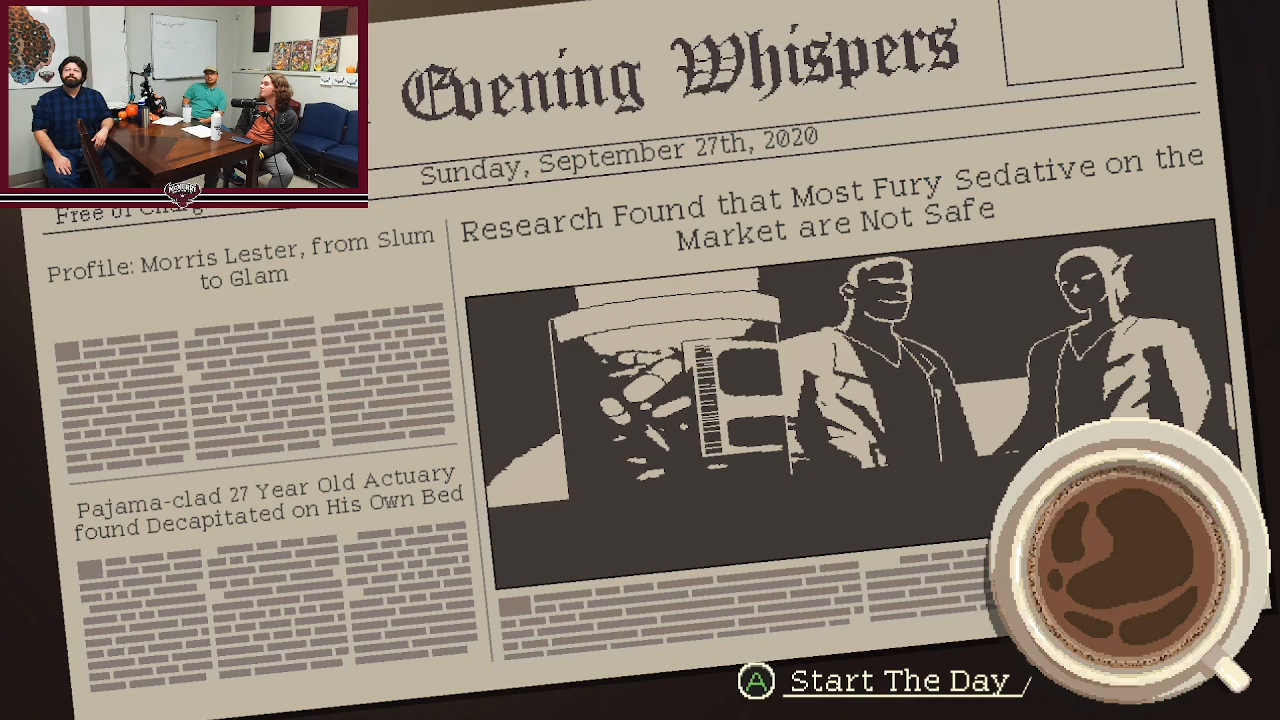 Evening Whispers
Sunday, September 27th, 2020
Profile: Morris Lester, from Slum
to Glam
Research Found that Most Fury Sedative on the
Market are Not Safe
Pajama-clad 27 Year Old Actuary
found Decapitated on His Own Bed
A Start The Day